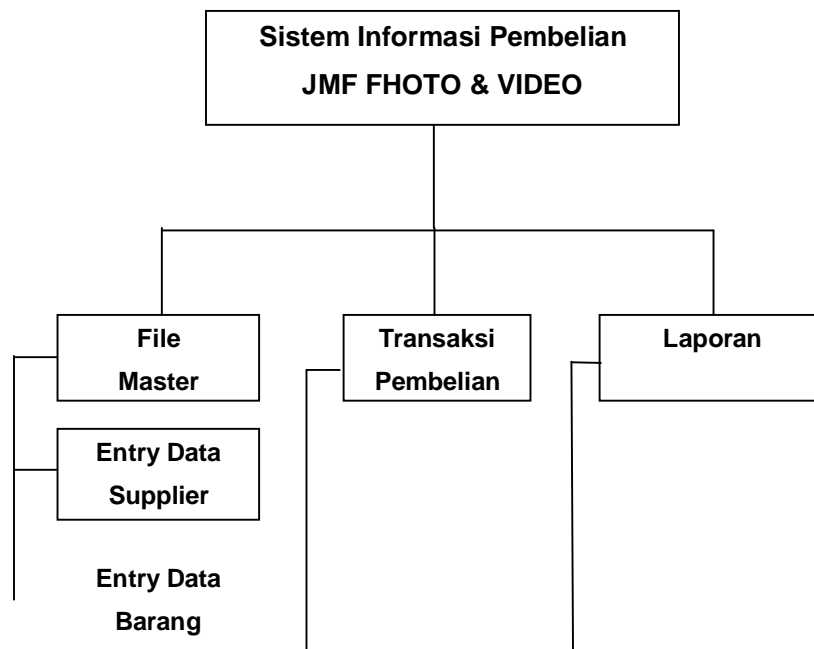 Sistem Informasi Pembelian
JMF FHOTO & VIDEO
File
Master
Transaksi
Pembelian
Laporan
Entry Data
Supplier
Entry Data
Barang